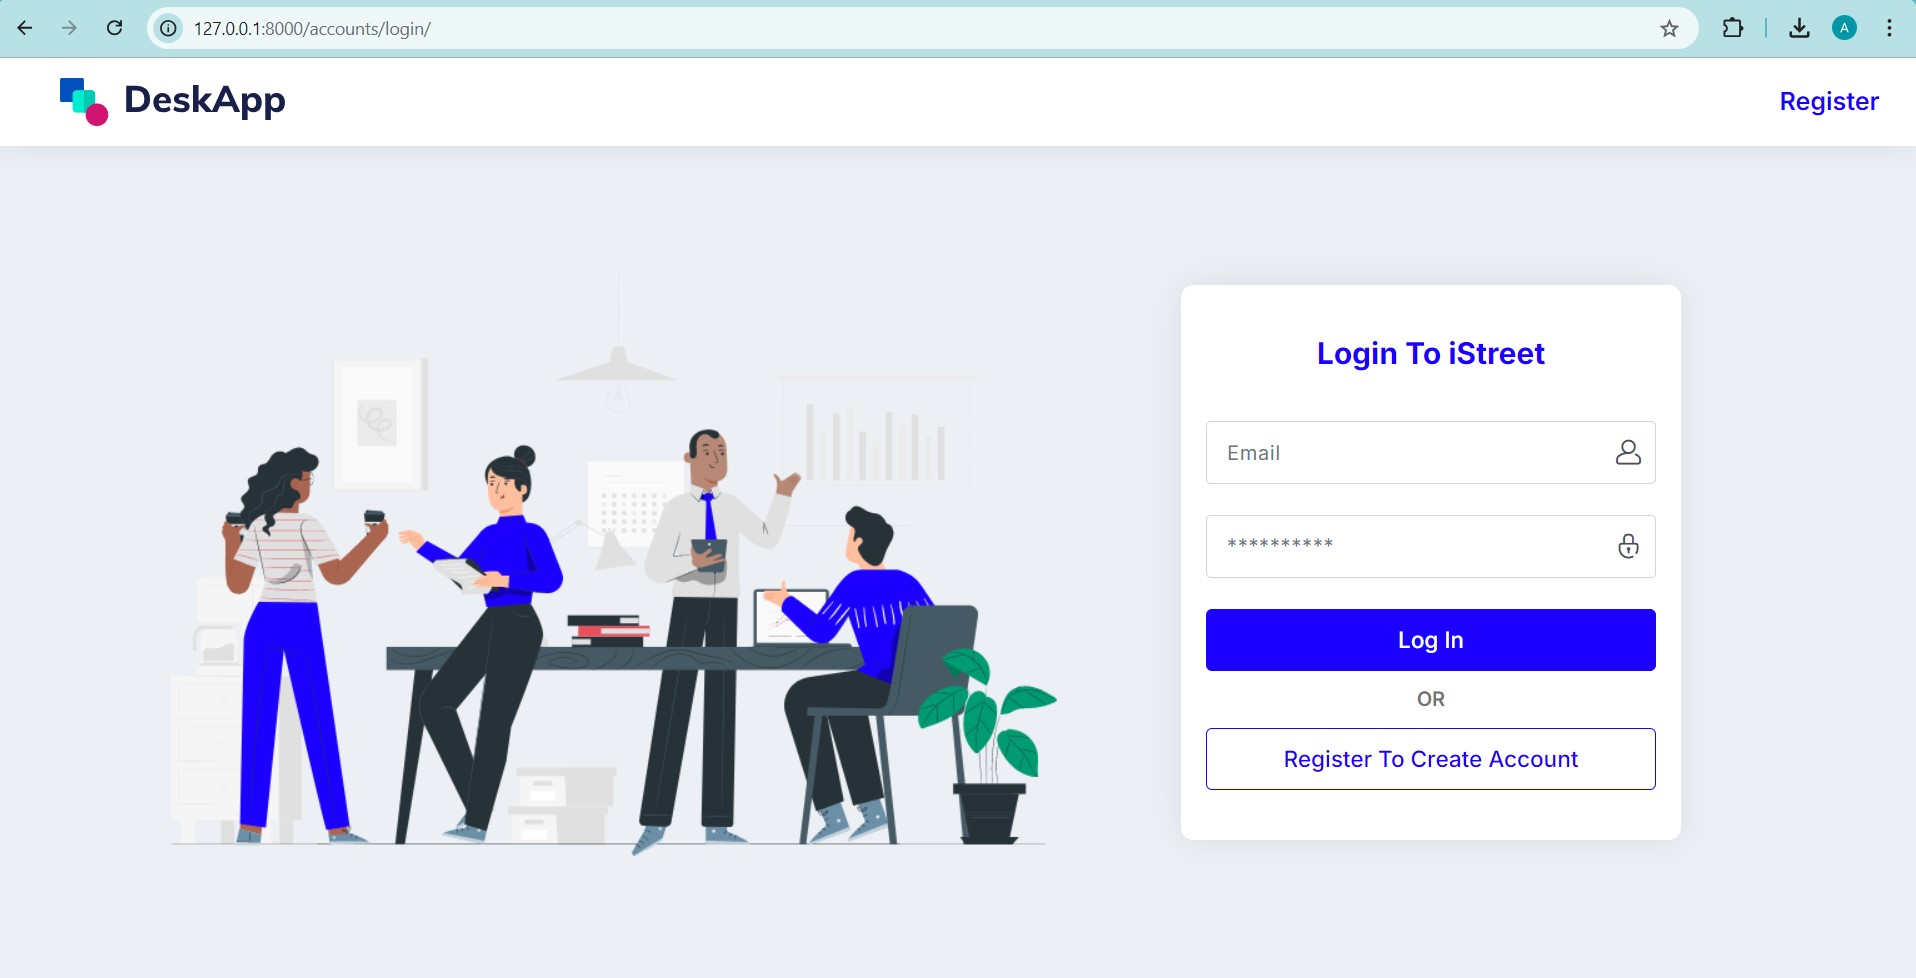 127.0.0.1:8000/accounts/login/
A
DeskApp
Register
Login To iStreet
Email
**********
Log In
OR
Register To Create Account